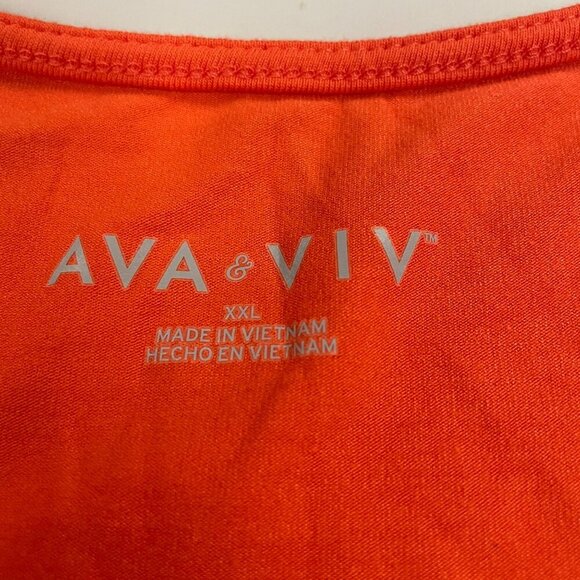 AVA & VIV™
XXL
MADE IN VIETNAM
HECHO EN VIETNAM